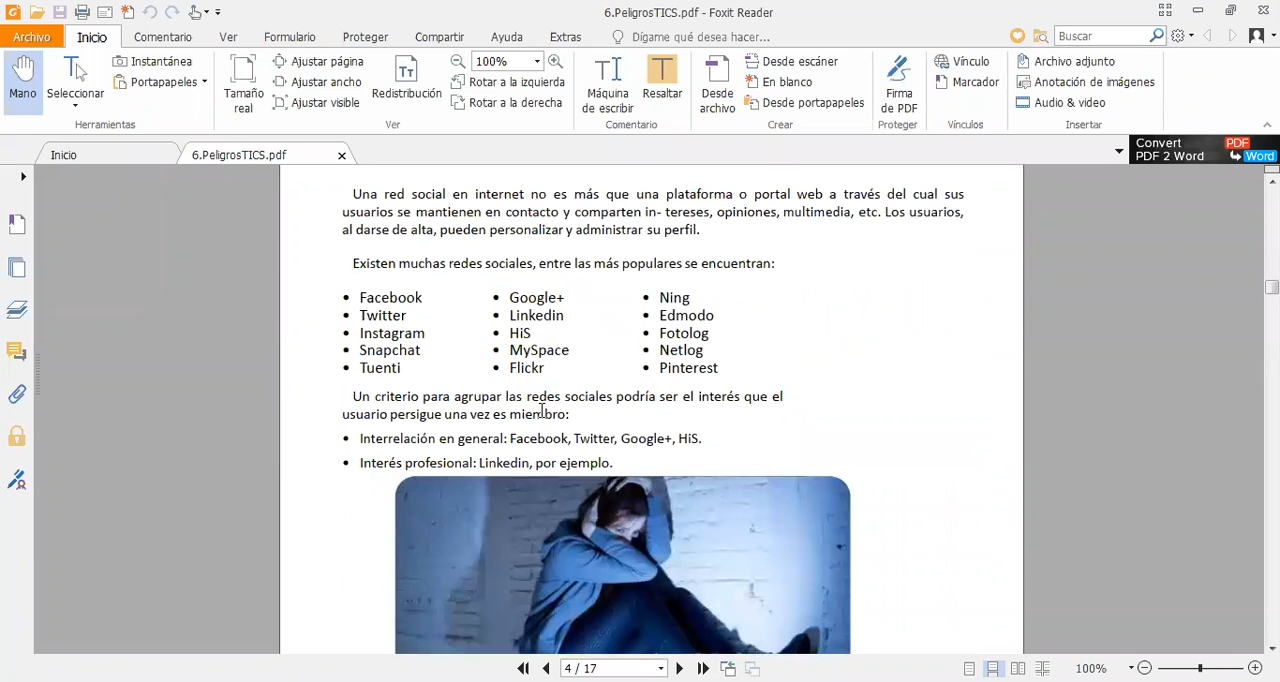 6.PeligrosTICS.pdf - Foxit Reader
Archivo Inicio Comentario Ver Formulario Proteger Compartir Ayuda Extras Dígame qué desea hacer... Buscar
Mano
Seleccionar
Instantánea
Portapapeles
Herramientas
Tamaño real
Ajustar página
Ajustar ancho
Ajustar visible
Redistribución
100%
Rotar a la izquierda
Rotar a la derecha
Ver
Máquina de escribir
Resaltar
Comentario
Desde archivo
Desde escáner
En blanco
Desde portapapeles
Crear
Firma de PDF
Proteger
Vínculo
Marcador
Vínculos
Archivo adjunto
Anotación de imágenes
Audio & video
Insertar
Inicio
6.PeligrosTICS.pdf
Convert PDF
PDF 2 Word Word
Una red social en internet no es más que una plataforma o portal web a través del cual sus
usuarios se mantienen en contacto y comparten in- tereses, opiniones, multimedia, etc. Los usuarios,
al darse de alta, pueden personalizar y administrar su perfil.
Existen muchas redes sociales, entre las más populares se encuentran:
• Facebook • Google+ • Ning
• Twitter • Linkedin • Edmodo
• Instagram • HiS • Fotolog
• Snapchat • MySpace • Netlog
• Tuenti • Flickr • Pinterest
Un criterio para agrupar las redes sociales podría ser el interés que el
usuario persigue una vez es miembro:
• Interrelación en general: Facebook, Twitter, Google+, HiS.
• Interés profesional: Linkedin, por ejemplo.
4 / 17
100%